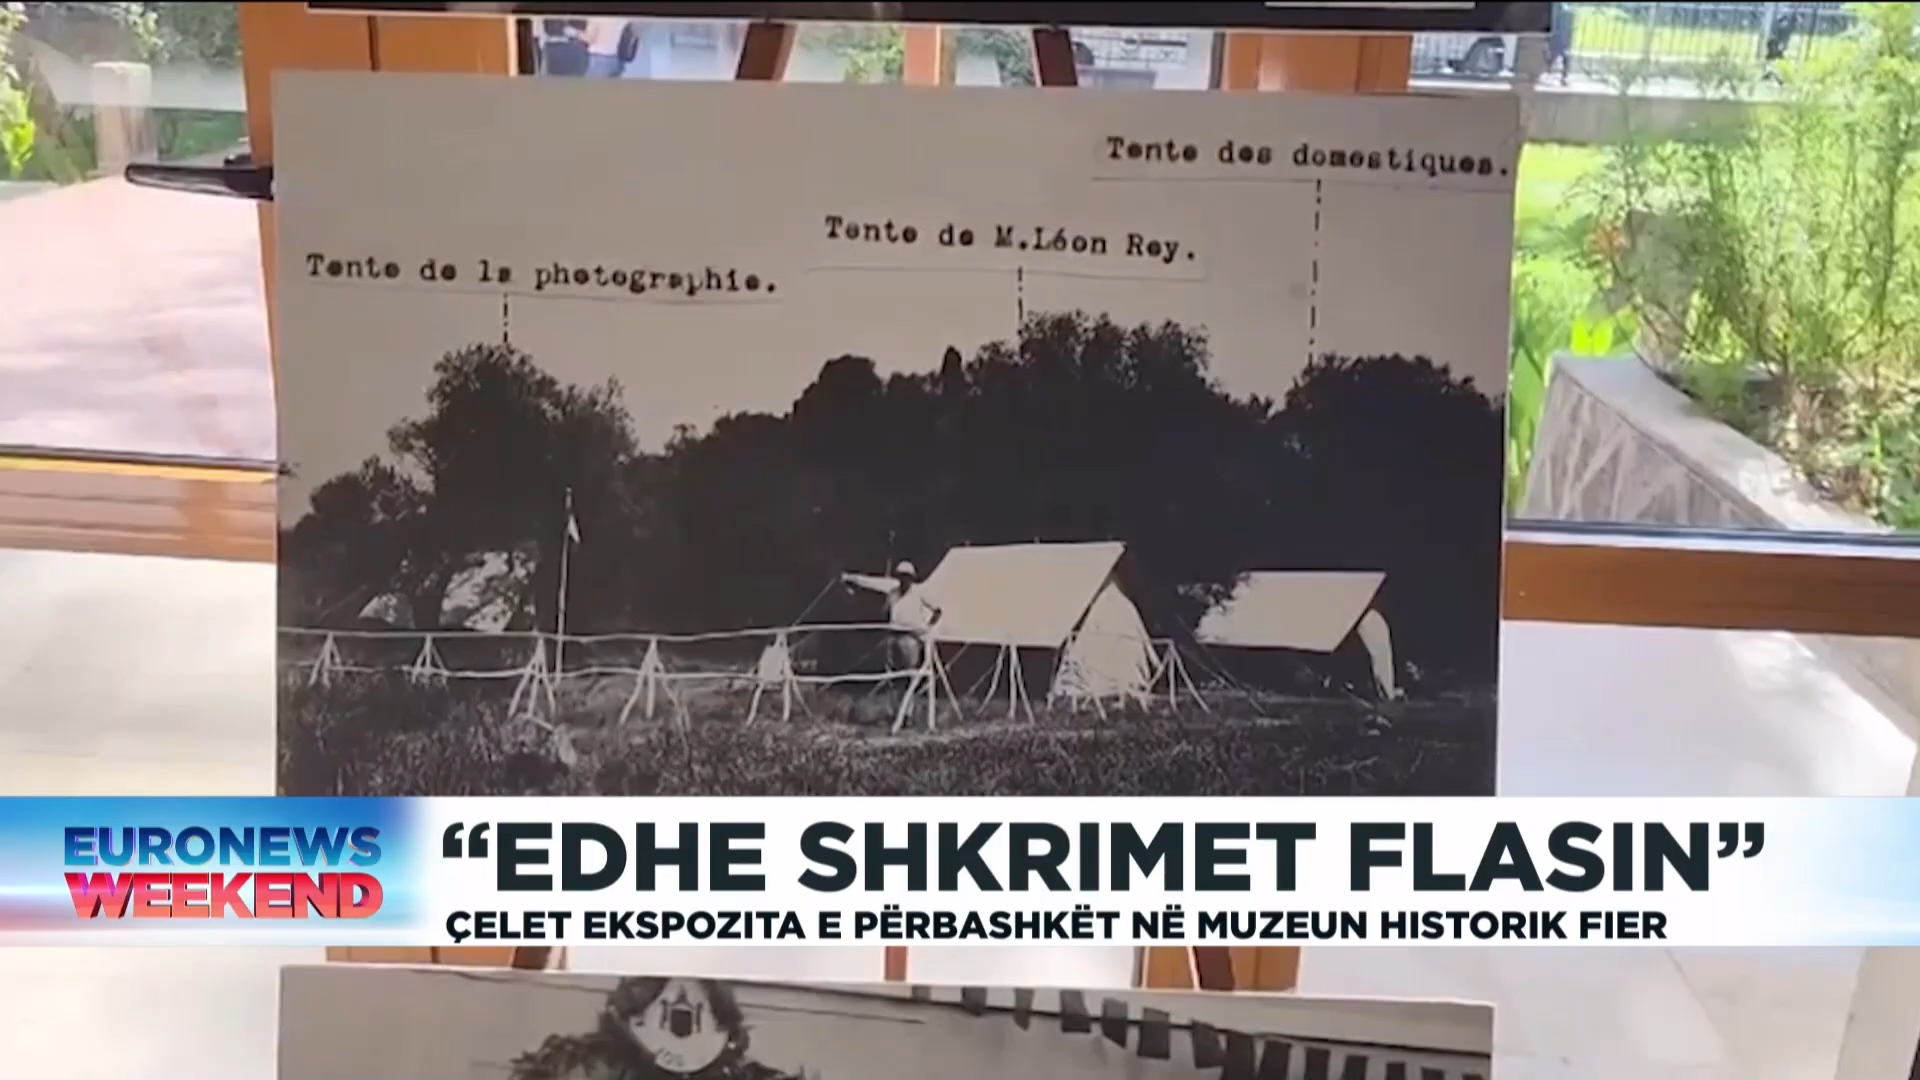 Tente des domestiques.
Tente de M.Léon Rey.
Tente de la photographie.
EURONEWS
WEEKEND
“EDHE SHKRIMET FLASIN”
ÇELET EKSPOZITA E PËRBASHKËT NË MUZEUN HISTORIK FIER